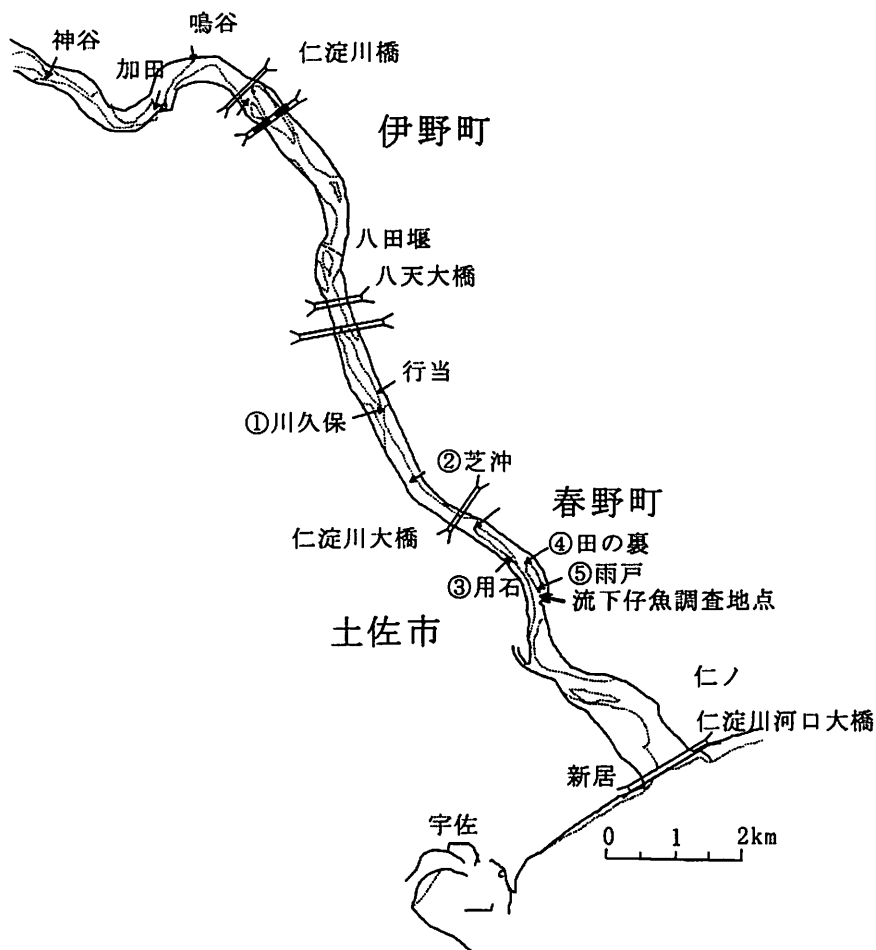 鳴谷
神谷
仁淀川橋
加田
伊野町
八田堰
八天大橋
行当
①川久保
②芝沖
春野町
仁淀川大橋
④田の裏
⑤雨戸
③用石
流下仔魚調査地点
土佐市
仁ノ
仁淀川河口大橋
新居
宇佐
0 1 2km